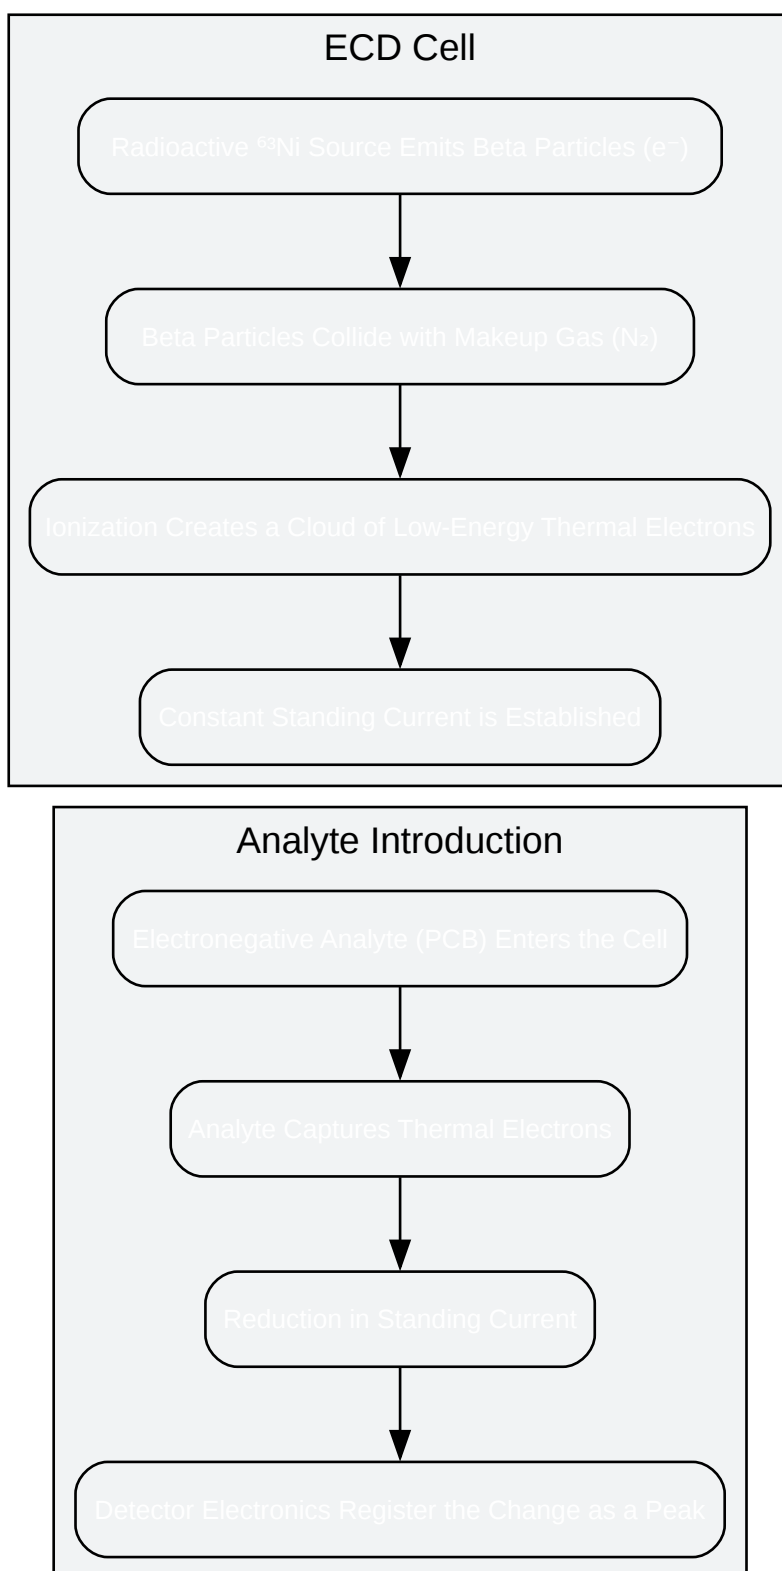 ECD Cell
Radioactive ⁶³Ni Source Emits Beta Particles (e⁻)
Beta Particles Collide with Makeup Gas (N₂)
Ionization Creates a Cloud of Low-Energy Thermal Electrons
Constant Standing Current is Established
Analyte Introduction
Electronegative Analyte (PCB) Enters the Cell
Analyte Captures Thermal Electrons
Reduction in Standing Current
Detector Electronics Register the Change as a Peak